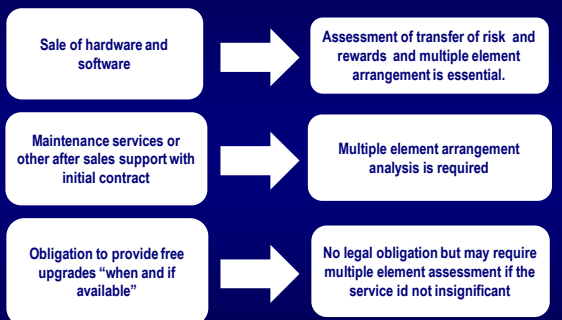 Sale of hardware and
software
Assessment of transfer of risk and
rewards and multiple element
arrangement is essential.
Maintenance services or
other after sales support with
initial contract
Multiple element arrangement
analysis is required
Obligation to provide free
upgrades “when and if
available”
No legal obligation but may require
multiple element assessment if the
service id not insignificant